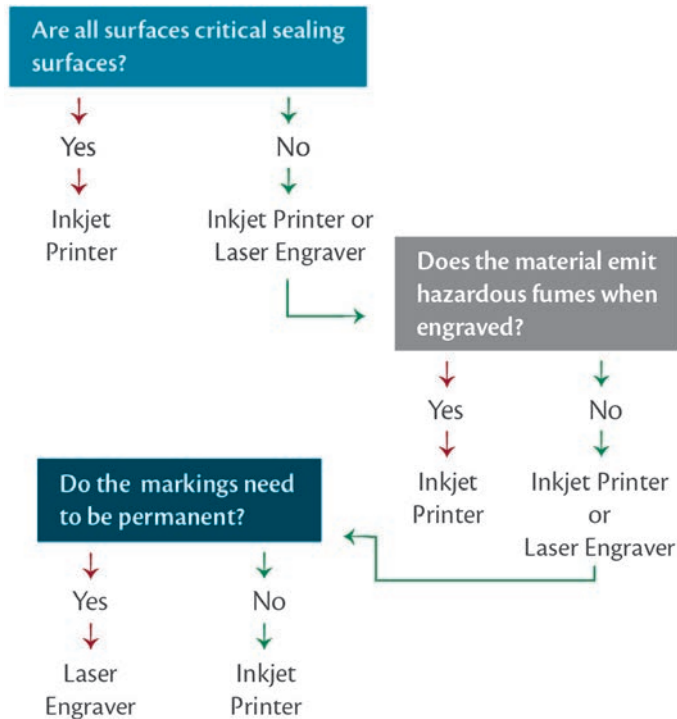 Are all surfaces critical sealing
surfaces?
Yes
No
Inkjet
Printer
Inkjet Printer or
Laser Engraver
Does the material emit
hazardous fumes when
engraved?
Yes
No
Inkjet
Printer
Inkjet Printer
or
Laser Engraver
Do the markings need
to be permanent?
Yes
No
Laser
Engraver
Inkjet
Printer